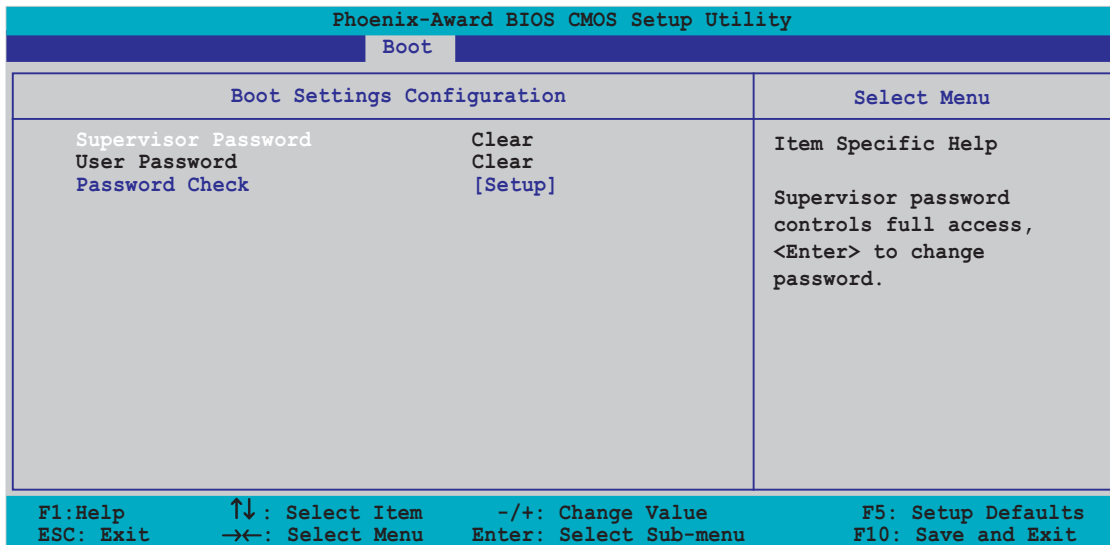 Phoenix-Award BIOS CMOS Setup Utility
Boot
Boot Settings Configuration
Select Menu
Supervisor Password Clear
User Password Clear
Password Check [Setup]
Item Specific Help
Supervisor password
controls full access,
<Enter> to change
password.
F1:Help ↑↓ : Select Item -/+: Change Value F5: Setup Defaults
ESC: Exit →←: Select Menu Enter: Select Sub-menu F10: Save and Exit